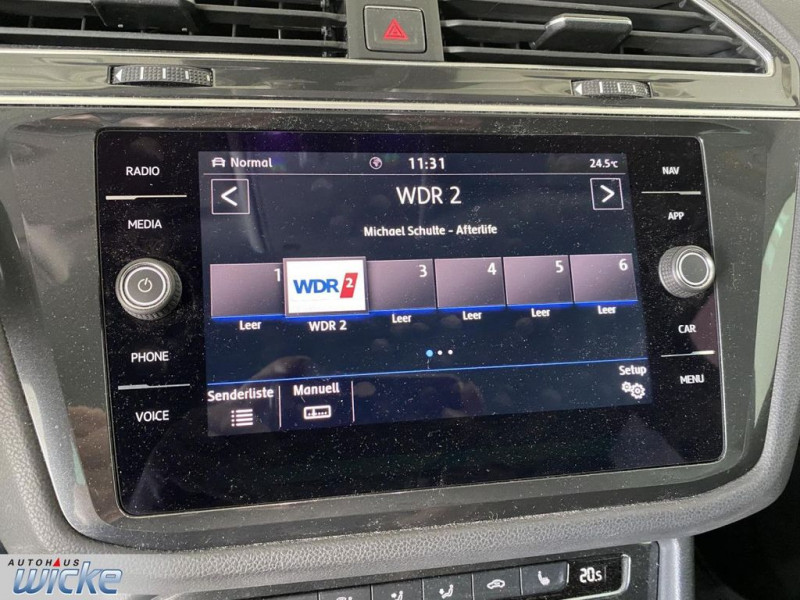 RADIO
MEDIA
PHONE
VOICE
Normal 11:31 24.5°C
< WDR 2 >
Michael Schulte - Afterlife
1 WDR 2 3 4 5 6
Leer WDR 2 Leer Leer Leer Leer
Setup
Senderliste Manuell
NAV
APP
CAR
MENU
20.5
AUTOHAUS
WICKE